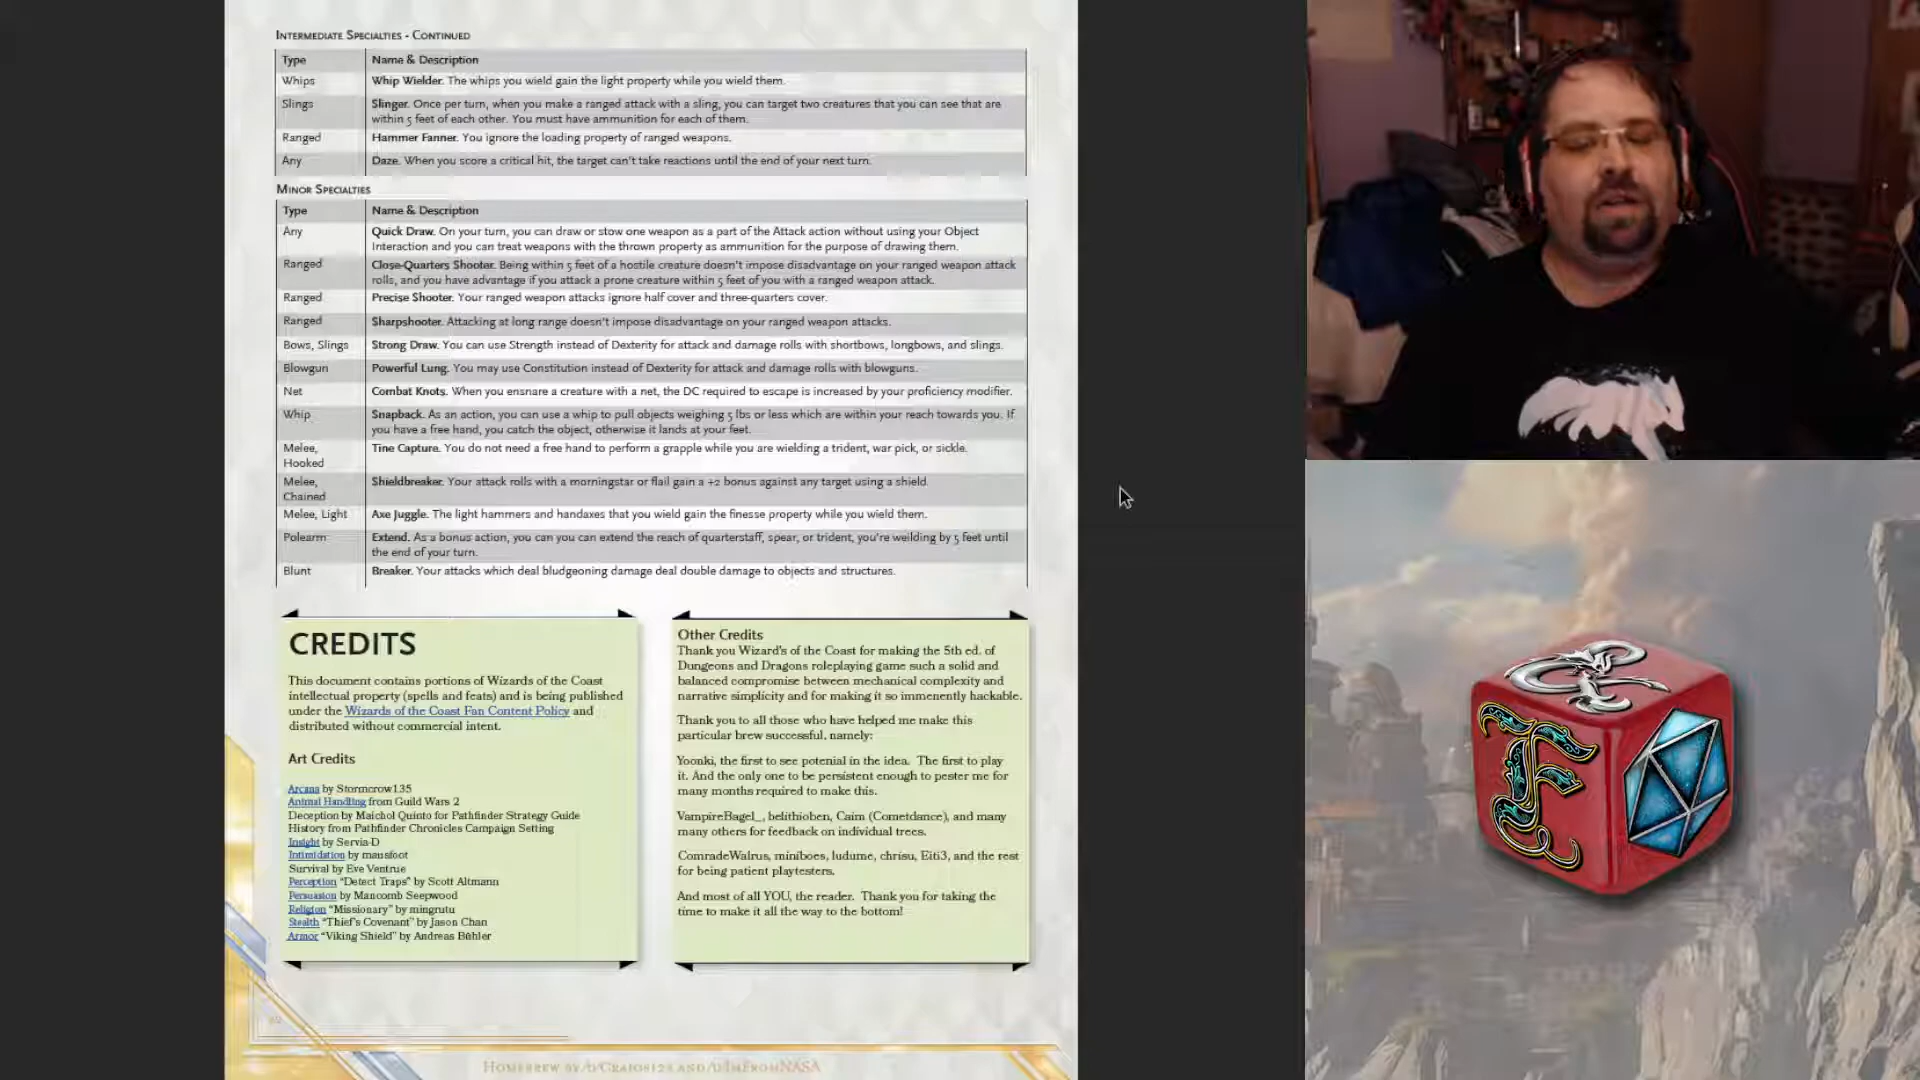 Intermediate Specialties - Continued
Type Name & Description
Whips Whip Wielder. The whips you wield gain the light property while you wield them.
Slings Slinger. Once per turn, when you make a ranged attack with a sling, you can target two creatures that you can see that are
within 5 feet of each other. You must have ammunition for each of them.
Ranged Hammer Fanner. You ignore the loading property of ranged weapons.
Any Daze. When you score a critical hit, the target can't take reactions until the end of your next turn.
Minor Specialties
Type Name & Description
Any Quick Draw. On your turn, you can draw or stow one weapon as a part of the Attack action without using your Object
Interaction and you can treat weapons with the thrown property as ammunition for the purpose of drawing them.
Ranged Close-Quarters Shooter. Being within 5 feet of a hostile creature doesn't impose disadvantage on your ranged weapon attack
rolls, and you have advantage if you attack a prone creature within 5 feet of you with a ranged weapon attack.
Ranged Precise Shooter. Your ranged weapon attacks ignore half cover and three-quarters cover.
Ranged Sharpshooter. Attacking at long range doesn't impose disadvantage on your ranged weapon attacks.
Bows, Slings Strong Draw. You can use Strength instead of Dexterity for attack and damage rolls with shortbows, longbows, and slings.
Blowgun Powerful Lung. You may use Constitution instead of Dexterity for attack and damage rolls with blowguns.
Net Combat Knots. When you ensnare a creature with a net, the DC required to escape is increased by your proficiency modifier.
Whip Snapback. As an action, you can use a whip to pull objects weighing 5 lbs or less which are within your reach towards you. If
you have a free hand, you catch the object, otherwise it lands at your feet.
Melee, Tine Capture. You do not need a free hand to perform a grapple while you are wielding a trident, war pick, or sickle.
Hooked
Melee, Shieldbreaker. Your attack rolls with a morningstar or flail gain a +2 bonus against any target using a shield.
Chained
Melee, Light Axe Juggle. The light hammers and handaxes that you wield gain the finesse property while you wield them.
Polearm Extend. As a bonus action, you can you can extend the reach of quarterstaff, spear, or trident, you're weilding by 5 feet until
the end of your turn.
Blunt Breaker. Your attacks which deal bludgeoning damage deal double damage to objects and structures.
CREDITS
This document contains portions of Wizards of the Coast
intellectual property (spells and feats) and is being published
under the Wizards of the Coast Fan Content Policy and
distributed without commercial intent.
Art Credits
Arcana by Stormcrow135
Animal Handling from Guild Wars 2
Deception by Maichol Quinto for Pathfinder Strategy Guide
History from Pathfinder Chronicles Campaign Setting
Insight by Servia-D
Intimidation by mausfoot
Survival by Eve Ventrue
Perception "Detect Traps" by Scott Altmann
Persuasion by Mancomb Seepwood
Religion "Missionary" by mingrutu
Stealth "Thief's Covenant" by Jason Chan
Armor "Viking Shield" by Andreas Bühler
Other Credits
Thank you Wizard's of the Coast for making the 5th ed. of
Dungeons and Dragons roleplaying game such a solid and
balanced compromise between mechanical complexity and
narrative simplicity and for making it so immenently hackable.
Thank you to all those who have helped me make this
particular brew successful, namely:
Yoonki, the first to see potenial in the idea. The first to play
it. And the only one to be persistent enough to pester me for
many months required to make this.
VampireBagel_, belithioben, Caim (Cometdance), and many
many others for feedback on individual trees.
ComradeWalrus, miniboes, ludume, chrisu, Eiti3, and the rest
for being patient playtesters.
And most of all YOU, the reader. Thank you for taking the
time to make it all the way to the bottom!
Homebrew by /u/Craios125 and /u/ImFromNASA
E